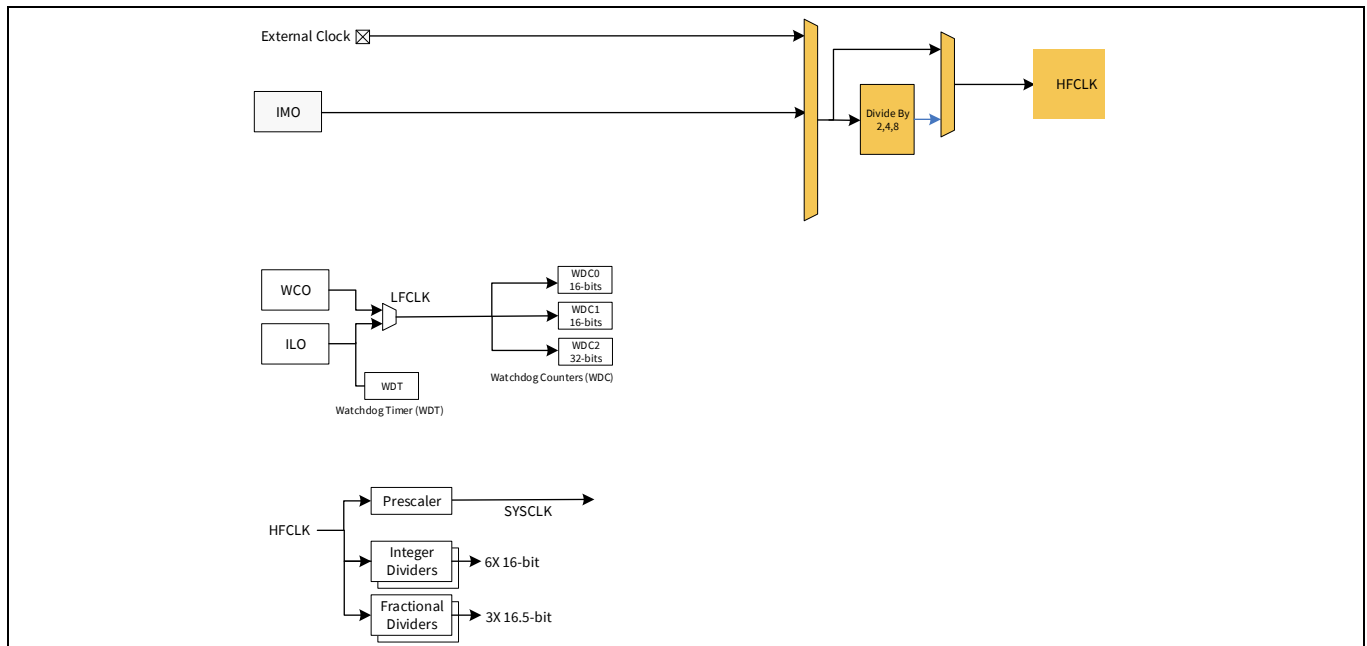 External Clock
IMO
Divide By
2,4,8
HFCLK
WCO
ILO
LFCLK
WDC0
16-bits
WDC1
16-bits
WDC2
32-bits
Watchdog Counters (WDC)
WDT
Watchdog Timer (WDT)
HFCLK
Prescaler
SYSCLK
Integer
Dividers
6X 16-bit
Fractional
Dividers
3X 16.5-bit